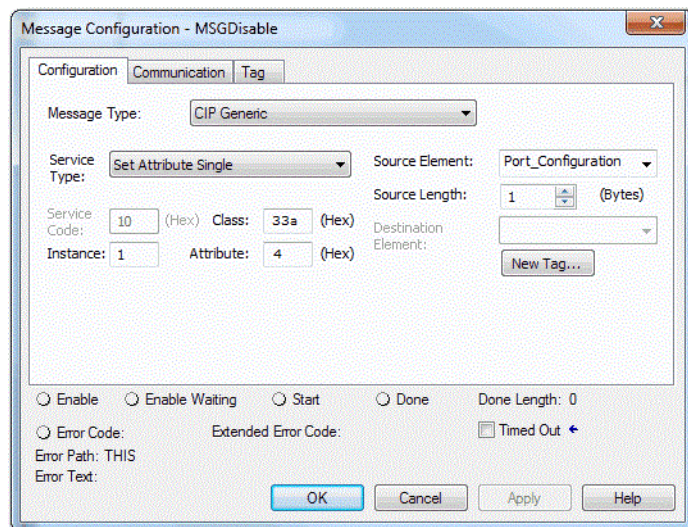 Message Configuration - MSGDisable
Configuration Communication Tag
Message Type: CIP Generic
Service Type: Set Attribute Single
Source Element: Port_Configuration
Source Length: 1 (Bytes)
Service Code: 10 (Hex) Class: 33a (Hex)
Destination Element:
Instance: 1 Attribute: 4 (Hex)
New Tag...
Enable Enable Waiting Start Done Done Length: 0
Error Code: Extended Error Code: Timed Out
Error Path: THIS
Error Text:
OK Cancel Apply Help